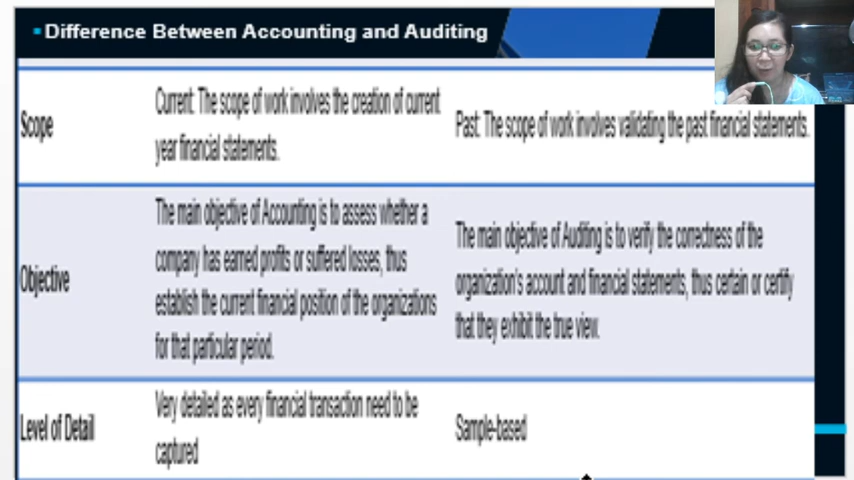 Difference Between Accounting and Auditing
Scope
Current: The scope of work involves the creation of current
year financial statements.
Past: The scope of work involves validating the past financial statements.
Objective
The main objective of Accounting is to assess whether a
company has earned profits or suffered losses, thus
establish the current financial position of the organizations
for that particular period.
The main objective of Auditing is to verify the correctness of the
organization's account and financial statements, thus certain or certify
that they exhibit the true view.
Level of Detail
Very detailed as every financial transaction need to be
captured
Sample-based